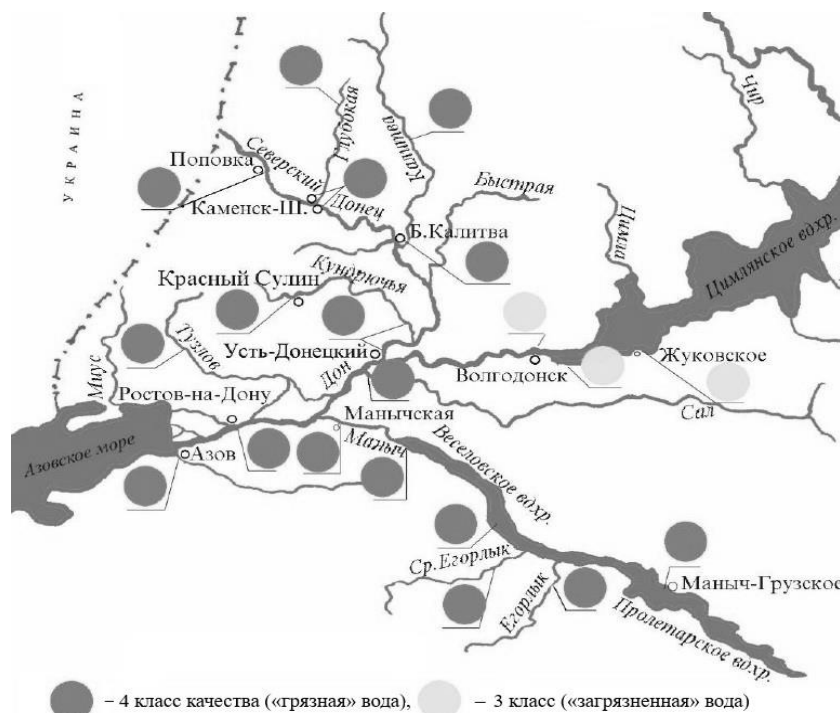 УКРАИНА
Чир
Глубокая
Калитва
Северский
Донец
Поповка
Каменск-Ш.
Быстрая
Цимла
Б.Калитва
Цимлянское вдхр.
Кундрючья
Красный Сулин
Тузлов
Миус
Усть-Донецкий
Дон
Волгодонск
Жуковское
Сал
Ростов-на-Дону
Манычская
Маныч
Азовское море
Азов
Веселовское вдхр.
Ср.Егорлык
Егорлык
Маныч-Грузское
Пролетарское вдхр.
– 4 класс качества («грязная» вода), – 3 класс («загрязненная» вода)